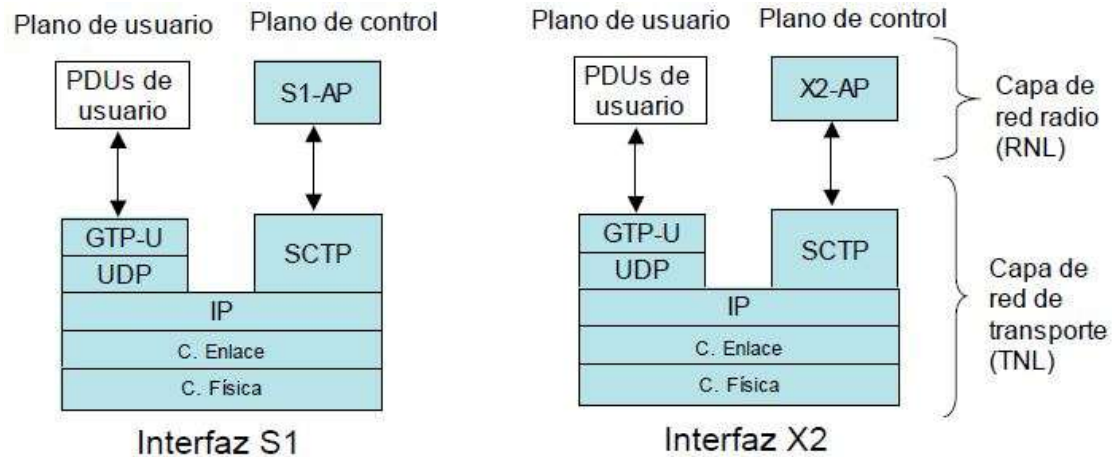 Plano de usuario
Plano de control
PDUs de
usuario
S1-AP
GTP-U
UDP
SCTP
IP
C. Enlace
C. Física
Interfaz S1
Plano de usuario
Plano de control
PDUs de
usuario
X2-AP
GTP-U
UDP
SCTP
IP
C. Enlace
C. Física
Interfaz X2
Capa de
red radio
(RNL)
Capa de
red de
transporte
(TNL)